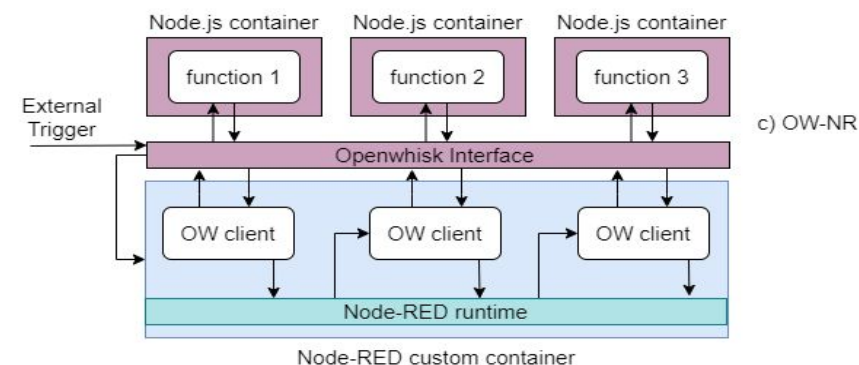 Node.js container Node.js container Node.js container
function 1 function 2 function 3
External
Trigger
c) OW-NR
Openwhisk Interface
OW client OW client OW client
Node-RED runtime
Node-RED custom container